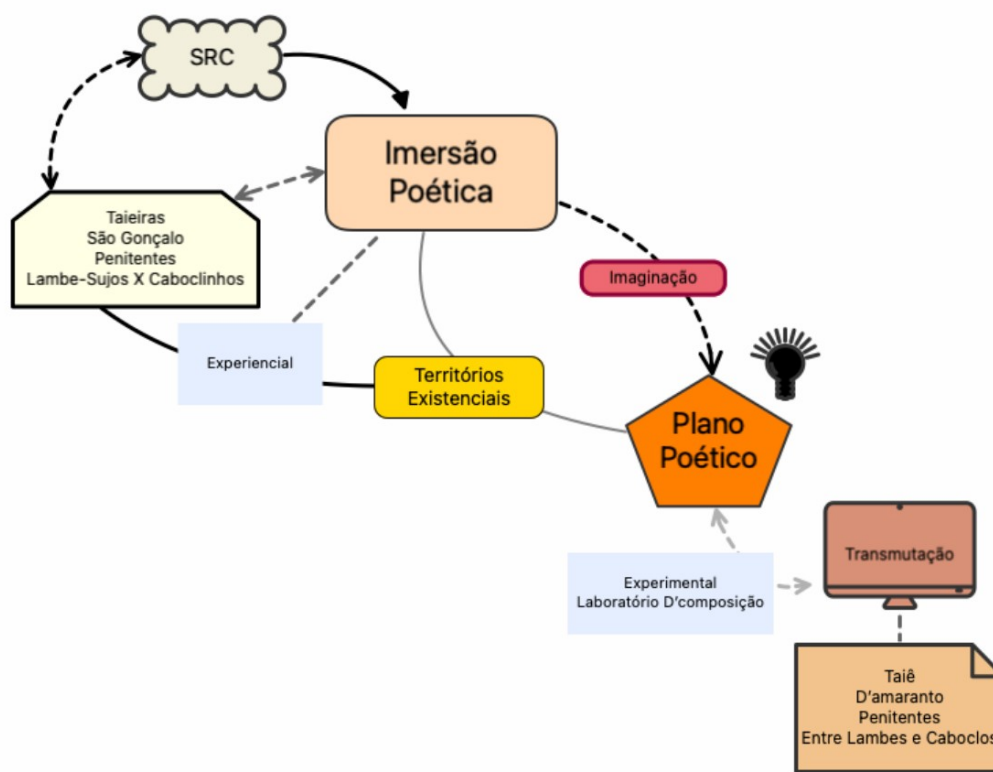 SRC
Imersão
Poética
Taieiras
São Gonçalo
Penitentes
Lambe-Sujos X Caboclinhos
Imaginação
Experiencial
Territórios
Existenciais
Plano
Poético
Transmutação
Experimental
Laboratório D'composição
Taiê
D'amaranto
Penitentes
Entre Lambes e Caboclos